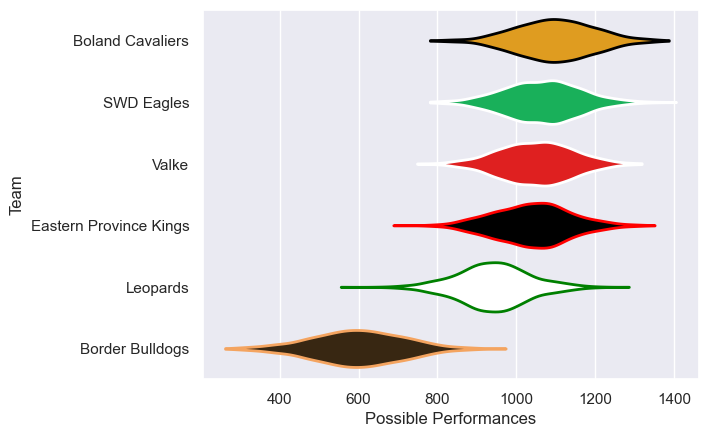 Boland Cavaliers
SWD Eagles
Valke
Eastern Province Kings
Leopards
Border Bulldogs
Team
400 600 800 1000 1200 1400
Possible Performances